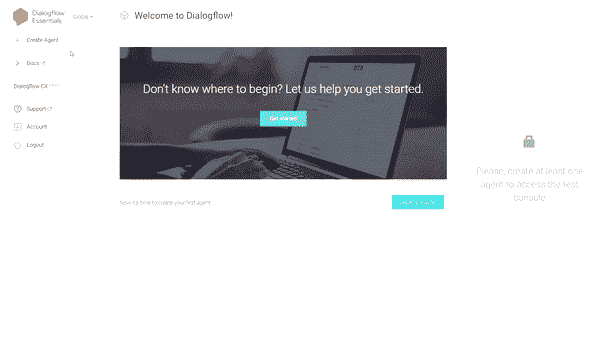 Dialogflow
Essentials
Global
Create Agent
Docs
Dialogflow CX
Support
Account
Logout
Welcome to Dialogflow!
Don't know where to begin? Let us help you get started.
Get started
Now it's time to create your first agent
Please, create at least one
agent to access the test
console